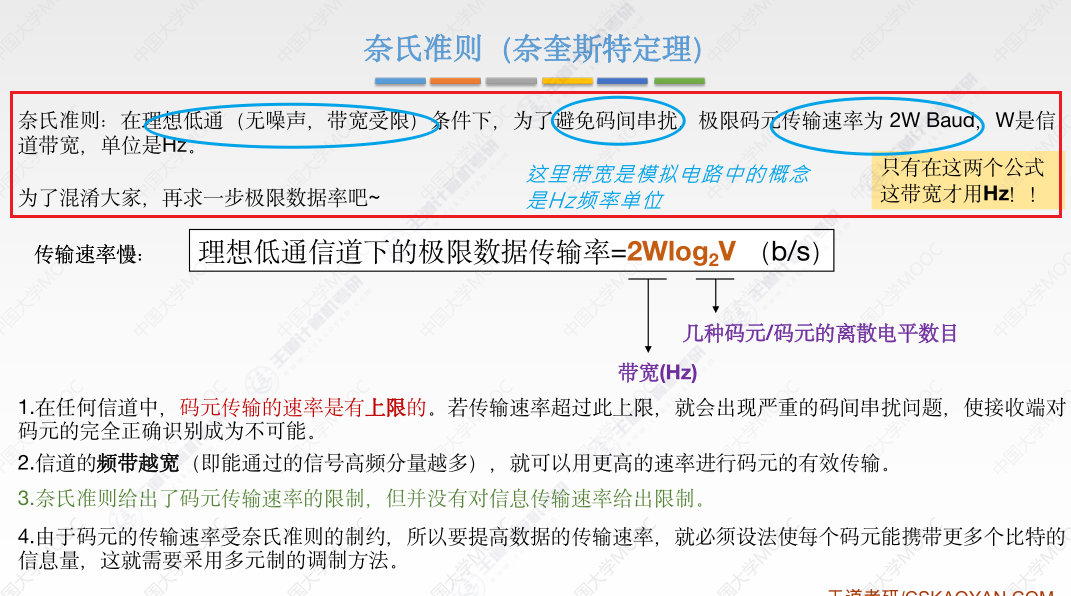 奈氏准则（奈奎斯特定理）
奈氏准则：在理想低通（无噪声，带宽受限）条件下，为了避免码间串扰，极限码元传输速率为 2W Baud，W是信
道带宽，单位是Hz。
这里带宽是模拟电路中的概念
是Hz频率单位
只有在这两个公式
这带宽才用Hz！！
为了混淆大家，再求一步极限数据率吧~
传输速率慢：
理想低通信道下的极限数据传输率=2Wlog2V （b/s）
几种码元/码元的离散电平数目
带宽(Hz)
1.在任何信道中，码元传输的速率是有上限的。若传输速率超过此上限，就会出现严重的码间串扰问题，使接收端对
码元的完全正确识别成为不可能。
2.信道的频带越宽（即能通过的信号高频分量越多），就可以用更高的速率进行码元的有效传输。
3.奈氏准则给出了码元传输速率的限制，但并没有对信息传输速率给出限制。
4.由于码元的传输速率受奈氏准则的制约，所以要提高数据的传输速率，就必须设法使每个码元能携带更多个比特的
信息量，这就需要采用多元制的调制方法。
王道考研/CSKAOYAN.COM
中国大学MOOC
王道计算机考研